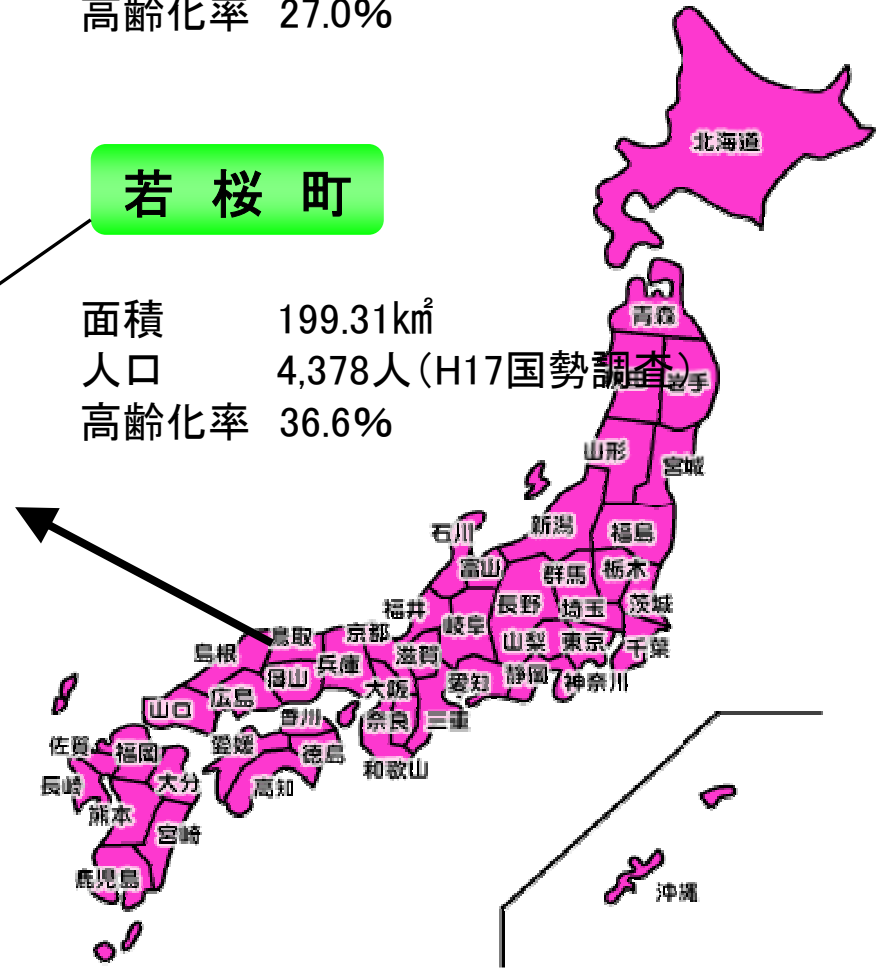 高齢化率 27.0%
若 桜 町
面積 199.31k㎡
人口 4,378人(H17国勢調査)
高齢化率 36.6%
北海道
青森
岩手
山形
宮城
新潟
福島
石川
富山
群馬
栃木
福井
長野
埼玉
茨城
岐阜
鳥取
京都
滋賀
山梨
東京
千葉
島根
兵庫
大阪
愛知
静岡
神奈川
広島
山口
香川
奈良
三重
佐賀
福岡
愛媛
徳島
和歌山
長崎
大分
高知
熊本
宮崎
鹿児島
沖縄